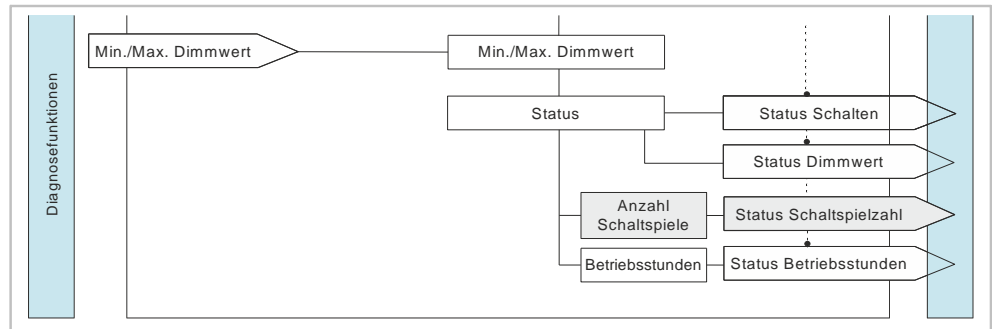 Diagnosefunktionen
Min./Max. Dimmwert
Min./Max. Dimmwert
Status
Status Schalten
Status Dimmwert
Anzahl
Schaltspiele
Status Schaltspielzahl
Betriebsstunden
Status Betriebsstunden